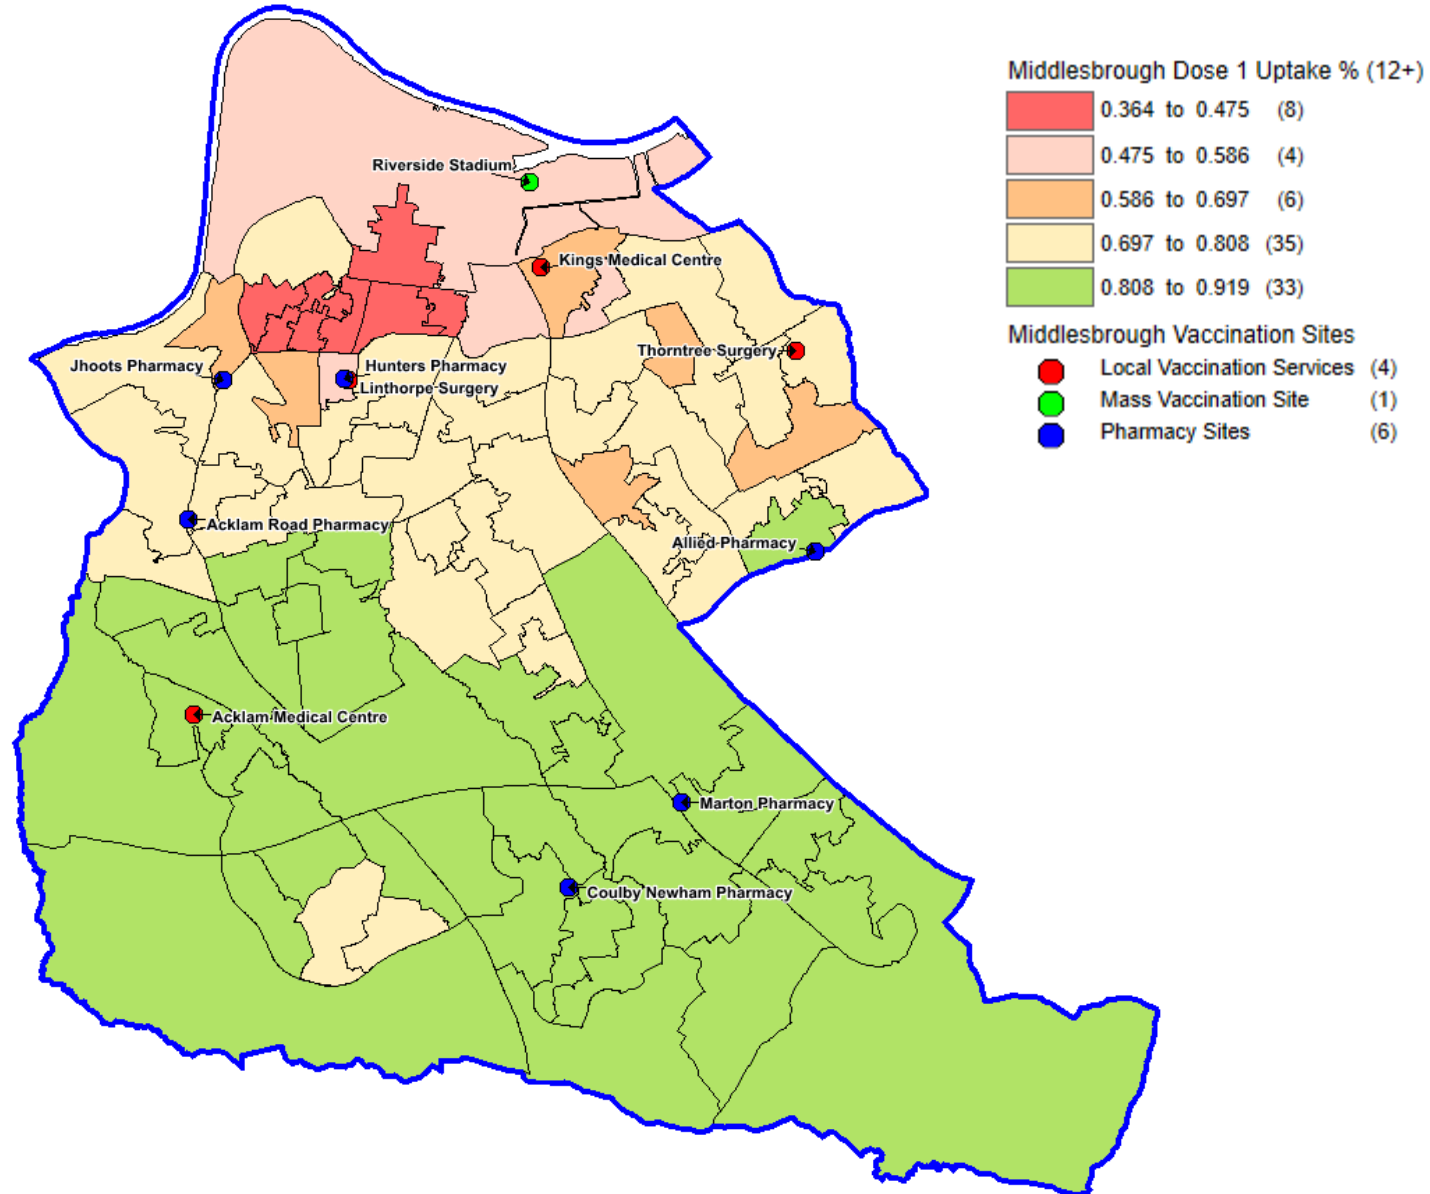 Middlesbrough Dose 1 Uptake % (12+)
0.364 to 0.475 (8)
0.475 to 0.586 (4)
0.586 to 0.697 (6)
0.697 to 0.808 (35)
0.808 to 0.919 (33)
Middlesbrough Vaccination Sites
Local Vaccination Services (4)
Mass Vaccination Site (1)
Pharmacy Sites (6)
Riverside Stadium
Kings Medical Centre
Thorntree Surgery
Jhoots Pharmacy
Hunters Pharmacy
Linthorpe Surgery
Acklam Road Pharmacy
Allied Pharmacy
Acklam Medical Centre
Marton Pharmacy
Coulby Newham Pharmacy